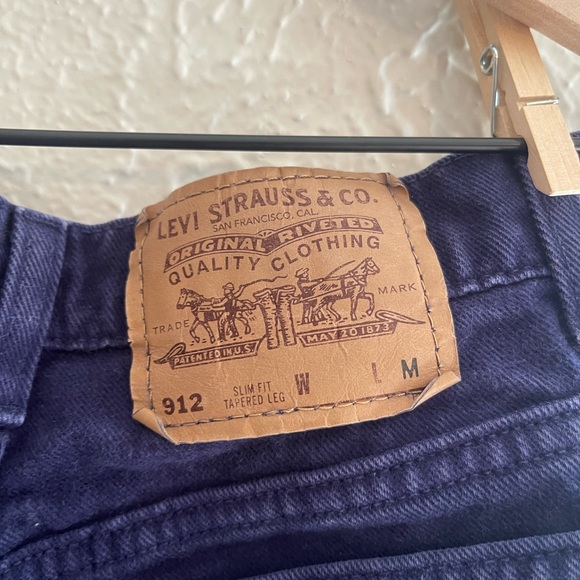 LEVI STRAUSS & CO.
SAN FRANCISCO, CAL.
ORIGINAL RIVETED
QUALITY CLOTHING
TRADE MARK
PATENTED IN U.S. MAY 20 1873
912 SLIM FIT W L M
TAPERED LEG